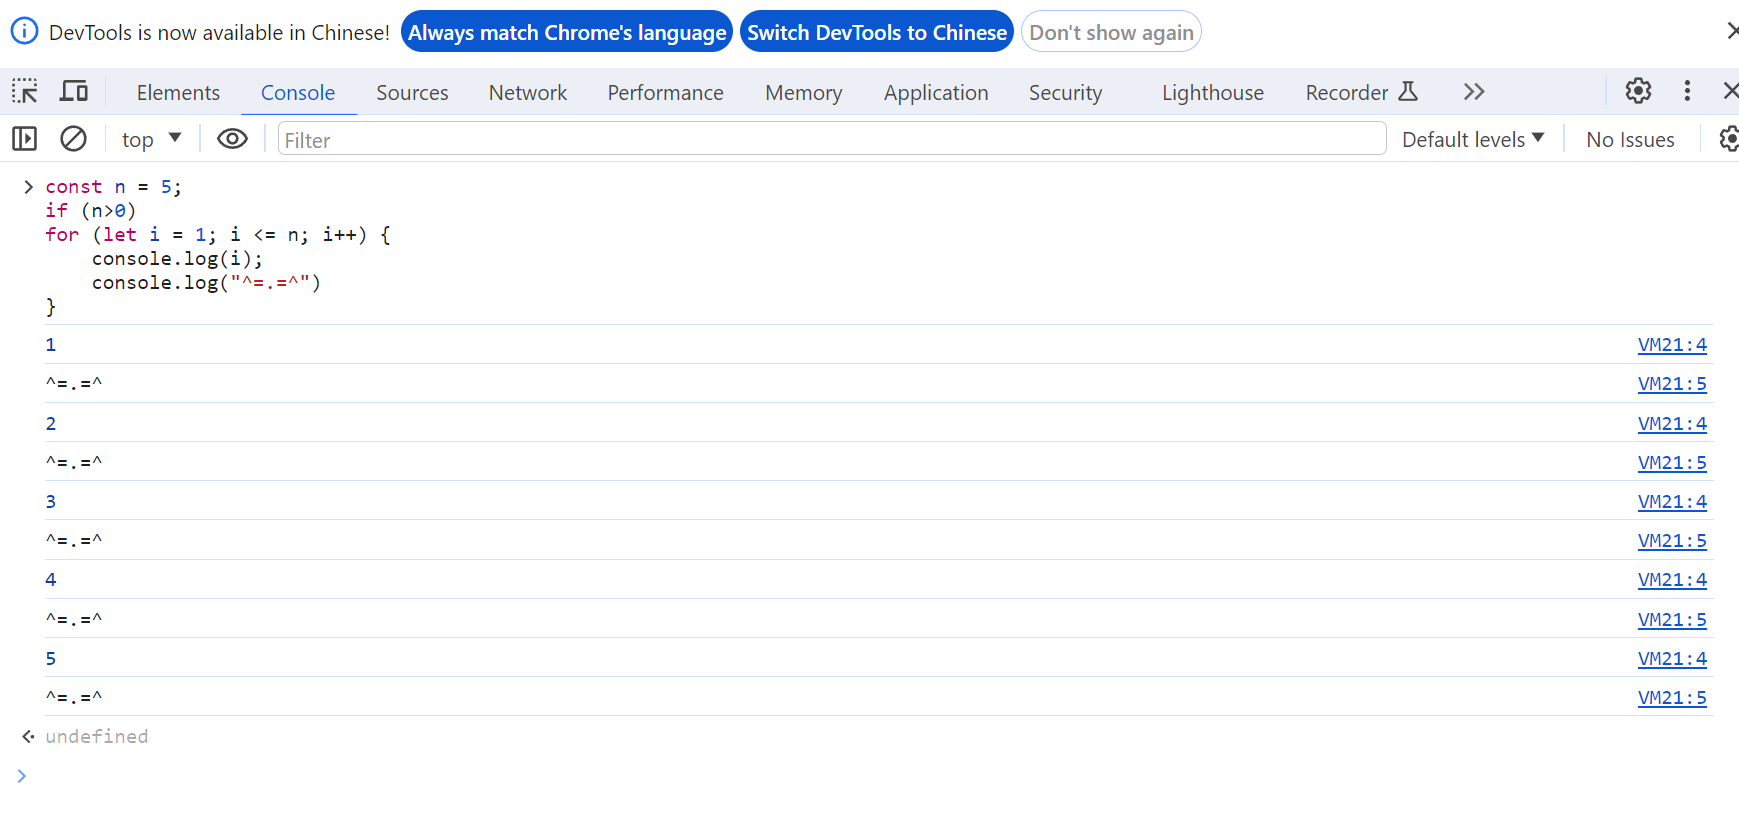 DevTools is now available in Chinese! Always match Chrome's language Switch DevTools to Chinese Don't show again
Elements Console Sources Network Performance Memory Application Security Lighthouse Recorder
top Filter Default levels No Issues
const n = 5;
if (n>0)
for (let i = 1; i <= n; i++) {
    console.log(i);
    console.log("^=.=^")
}
1 VM21:4
^=.=^ VM21:5
2 VM21:4
^=.=^ VM21:5
3 VM21:4
^=.=^ VM21:5
4 VM21:4
^=.=^ VM21:5
5 VM21:4
^=.=^ VM21:5
undefined